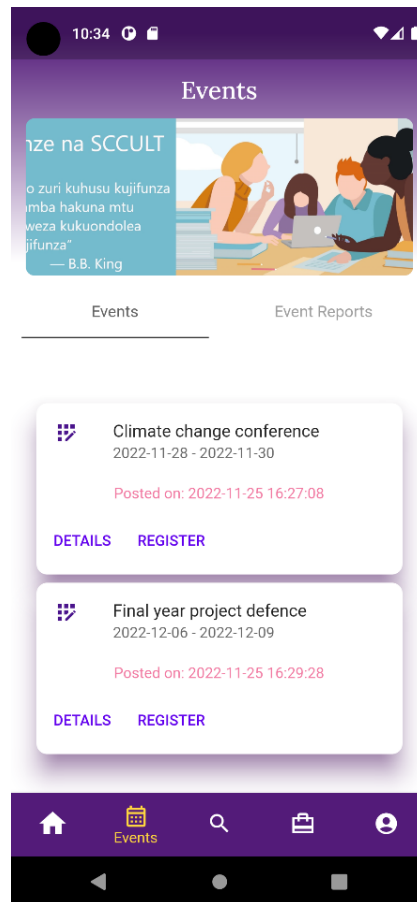 10:34
Events
nze na SCCULT
o zuri kuhusu kujifunza
amba hakuna mtu
weza kukuondolea
jifunza"
— B.B. King
Events
Event Reports
Climate change conference
2022-11-28 - 2022-11-30
Posted on: 2022-11-25 16:27:08
DETAILS REGISTER
Final year project defence
2022-12-06 - 2022-12-09
Posted on: 2022-11-25 16:29:28
DETAILS REGISTER
Events